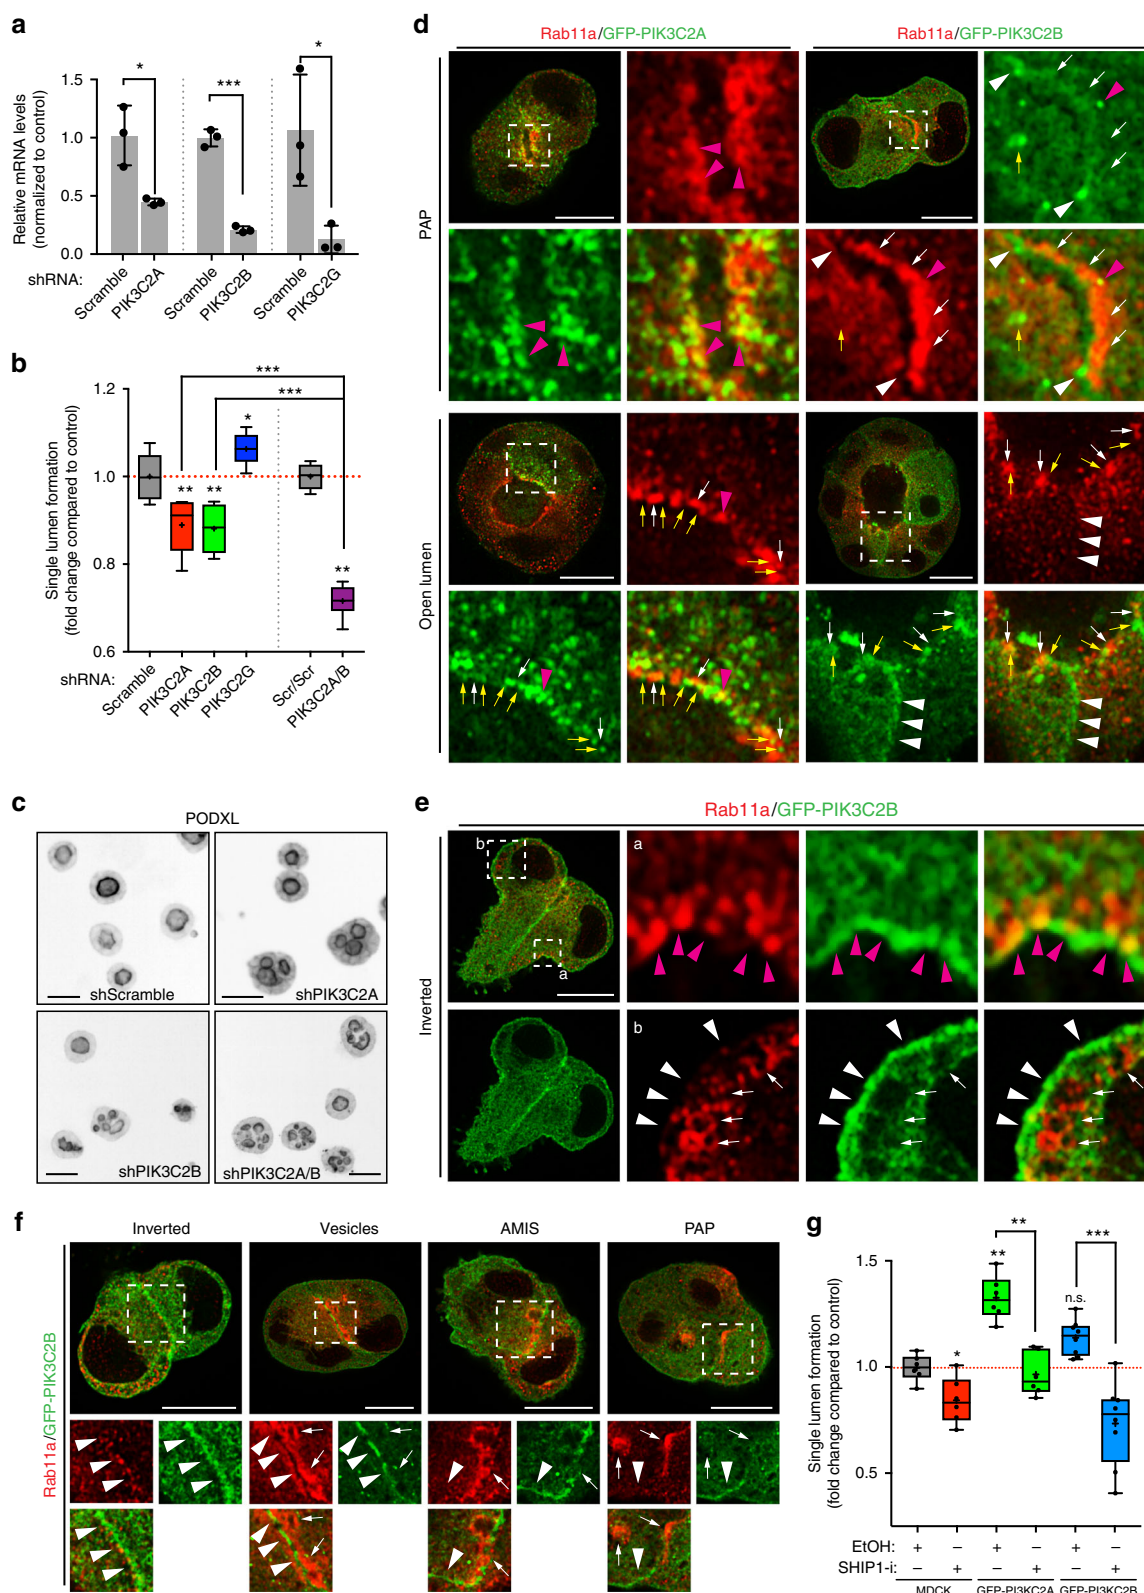 a
Relative mRNA levels
(normalized to control)
1.5
1.0
0.5
0.0
*
***
*
shRNA:
Scramble
PIK3C2A
Scramble
PIK3C2B
Scramble
PIK3C2G
b
Single lumen formation
(fold change compared to control)
1.2
1.0
0.8
0.6
***
***
**
**
*
**
shRNA:
Scramble
PIK3C2A
PIK3C2B
PIK3C2G
Scr/Scr
PIK3C2A/B
c
PODXL
shScramble
shPIK3C2A
shPIK3C2B
shPIK3C2A/B
d
Rab11a/GFP-PIK3C2A
Rab11a/GFP-PIK3C2B
PAP
Open lumen
e
Rab11a/GFP-PIK3C2B
Inverted
b
a
a
b
f
Inverted
Vesicles
AMIS
PAP
Rab11a/GFP-PIK3C2B
g
Single lumen formation
(fold change compared to control)
1.5
1.0
0.5
*
**
**
n.s.
***
EtOH: + – + – + –
SHIP1-i: – + – + – +
MDCK
GFP-PI3KC2A
GFP-PI3KC2B